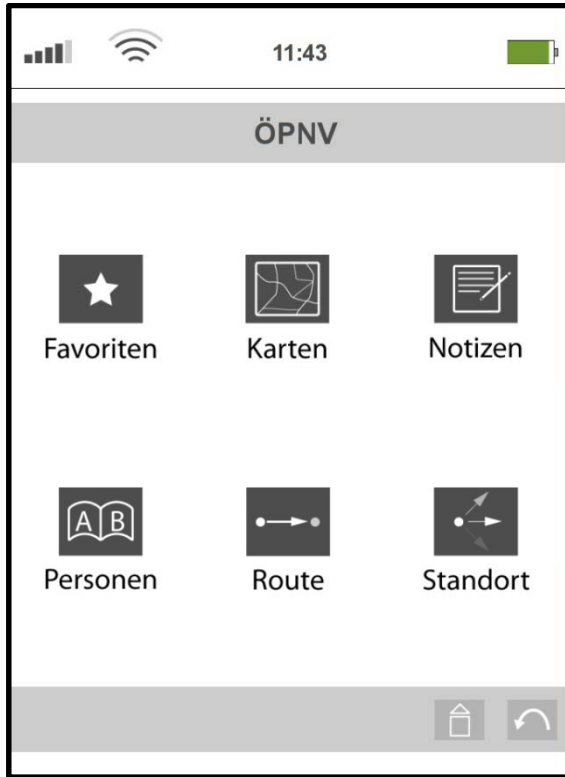 11:43
ÖPNV
Favoriten Karten Notizen
A B
Personen Route Standort